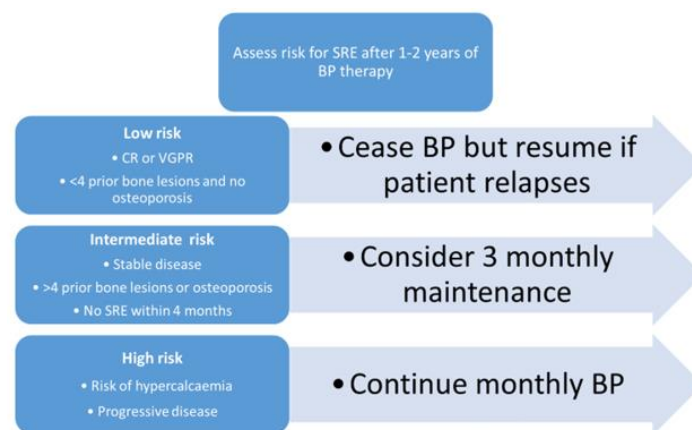 Assess risk for SRE after 1-2 years of
BP therapy
Low risk
• CR or VGPR
• <4 prior bone lesions and no
osteoporosis
• Cease BP but resume if
patient relapses
Intermediate risk
• Stable disease
• >4 prior bone lesions or osteoporosis
• No SRE within 4 months
• Consider 3 monthly
maintenance
High risk
• Risk of hypercalcaemia
• Progressive disease
• Continue monthly BP